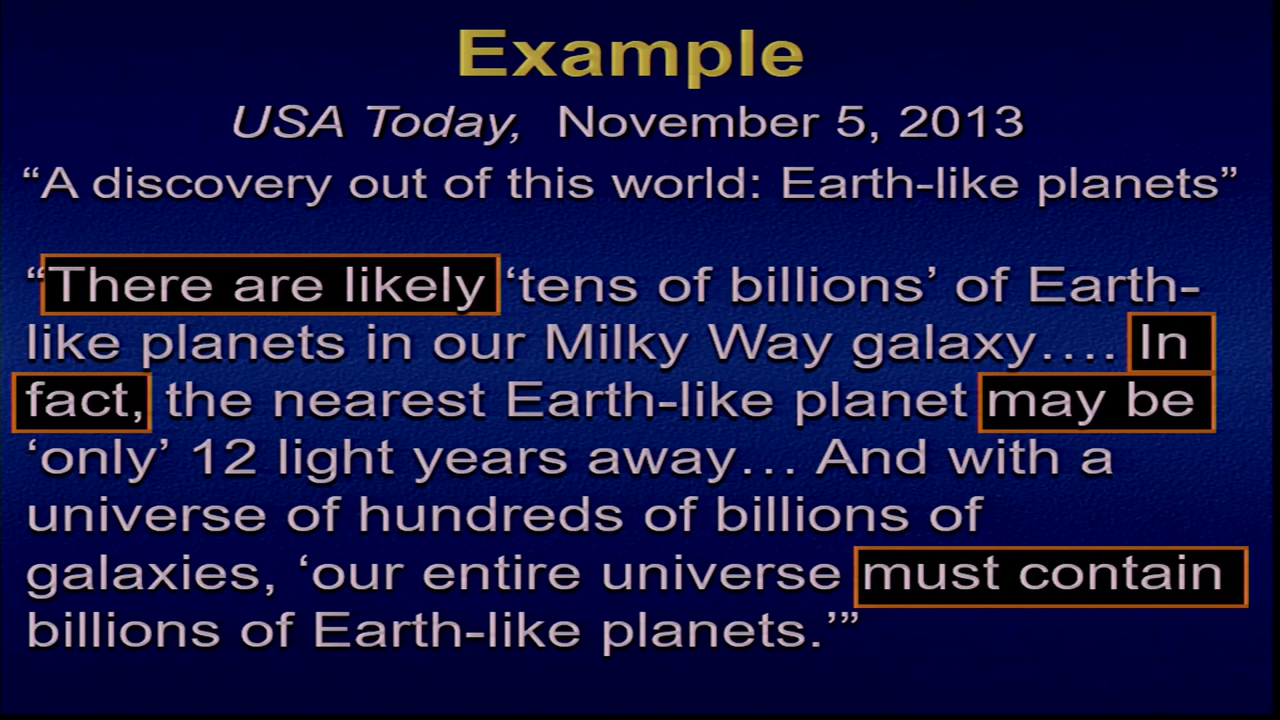 Example
USA Today, November 5, 2013
“A discovery out of this world: Earth-like planets”
“There are likely ‘tens of billions’ of Earth-
like planets in our Milky Way galaxy…. In
fact, the nearest Earth-like planet may be
‘only’ 12 light years away… And with a
universe of hundreds of billions of
galaxies, ‘our entire universe must contain
billions of Earth-like planets.’”